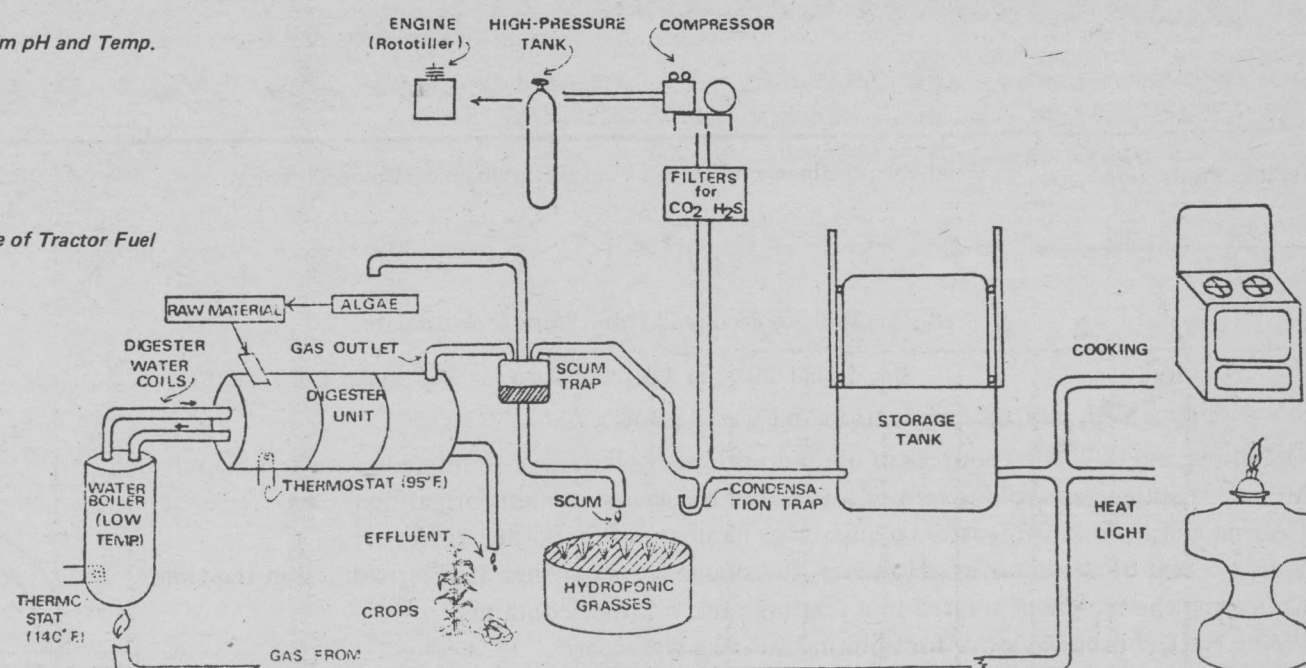 ENGINE
(Rototiller)
HIGH-PRESSURE
TANK
COMPRESSOR
m pH and Temp.
FILTERS
for
CO2 H2S
e of Tractor Fuel
RAW MATERIAL
ALGAE
DIGESTER
WATER
COILS
GAS OUTLET
SCUM
TRAP
DIGESTER
UNIT
COOKING
STORAGE
TANK
WATER
BOILER
(LOW
TEMP.)
THERMOSTAT (95°F.)
SCUM
CONDENSA-
TION TRAP
HEAT
LIGHT
EFFLUENT
CROPS
HYDROPONIC
GRASSES
THERMO
STAT
(140°F.)
GAS FROM